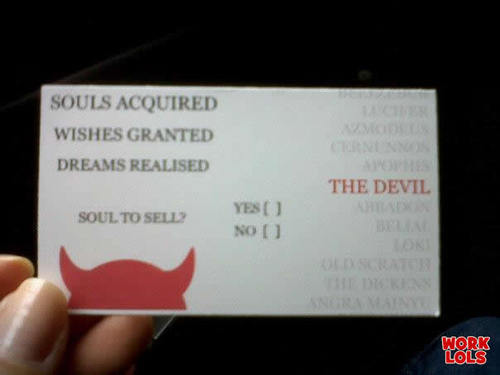 SOULS ACQUIRED
WISHES GRANTED
DREAMS REALISED
SOUL TO SELL?
YES [ ]
NO [ ]
BEELZEBUB
LUCIFER
AZMODEUS
CERNUNNOS
APOPHIS
THE DEVIL
ABBADON
BELIAL
LOKI
OLD SCRATCH
THE DICKENS
ANGRA MAINYU
WORK
LOLS